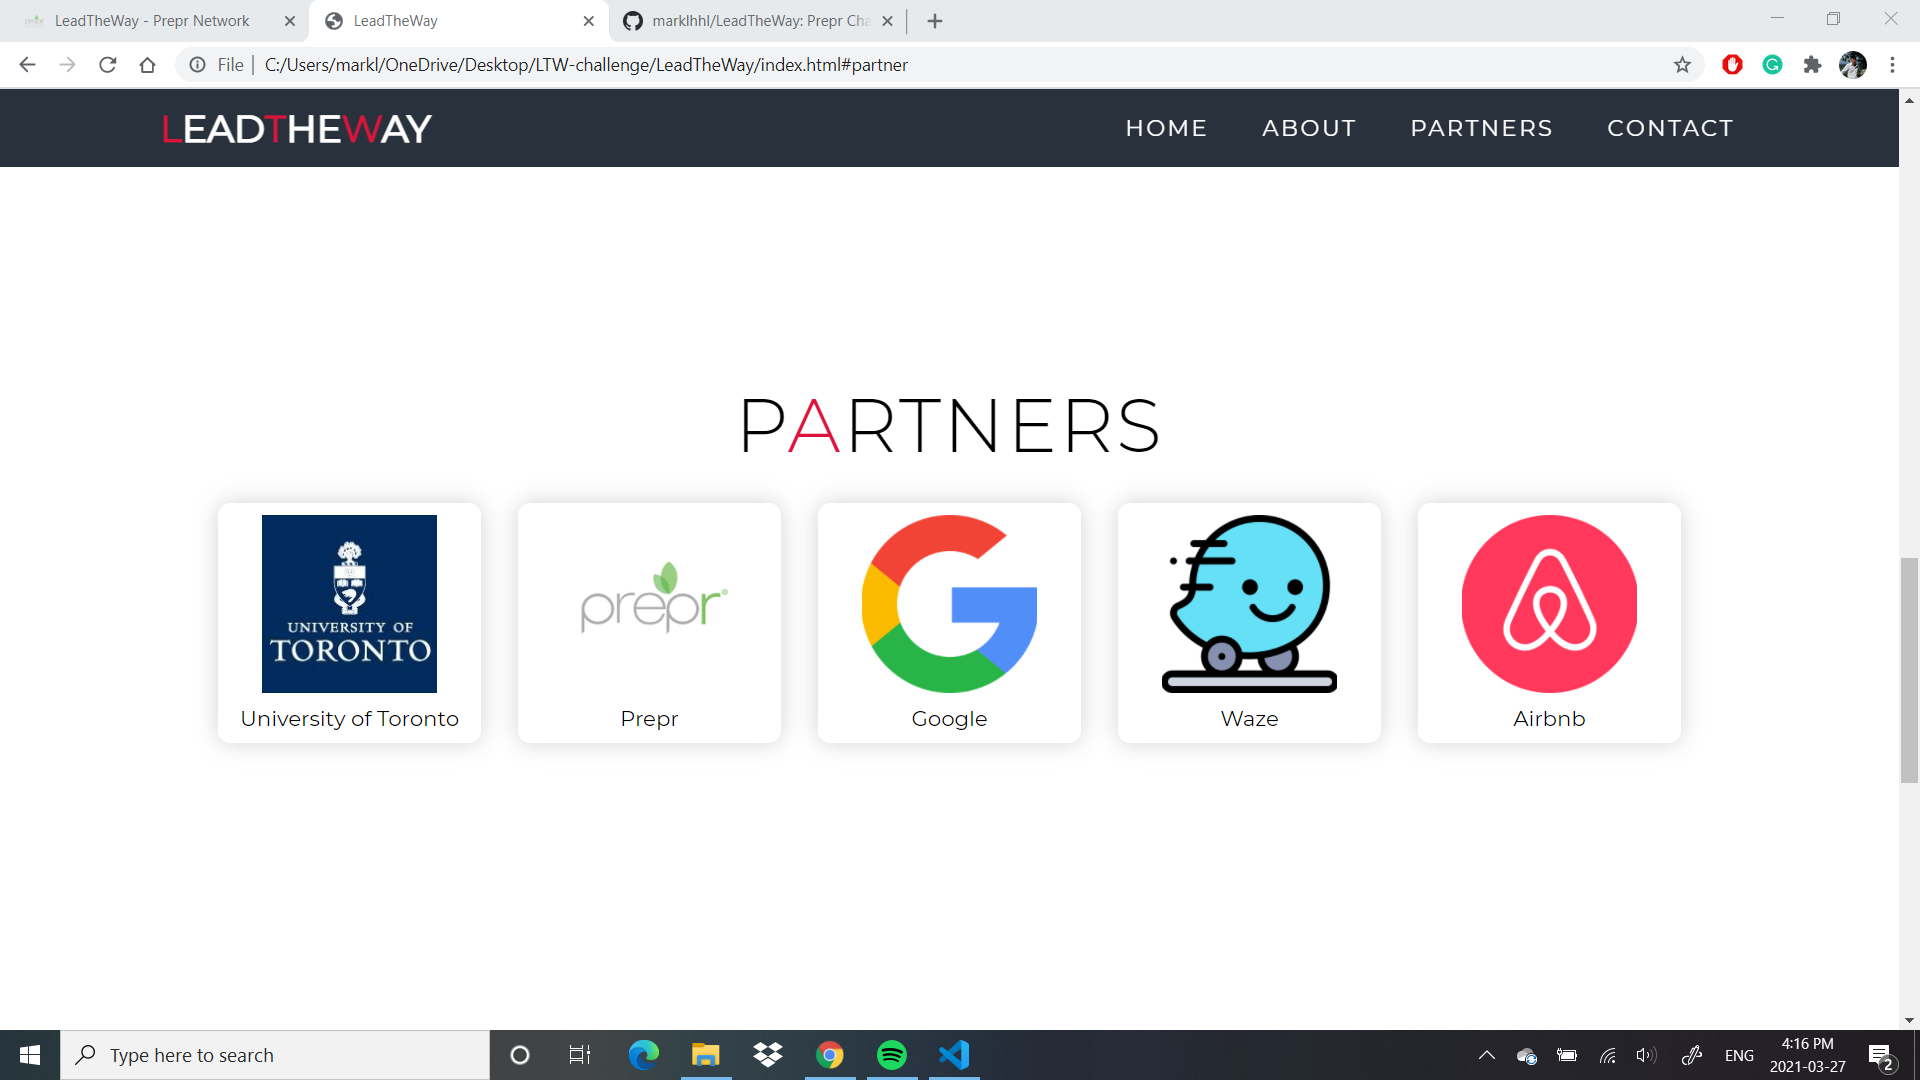 LeadTheWay - Prepr Network
LeadTheWay
marklhhl/LeadTheWay: Prepr Cha
File | C:/Users/markl/OneDrive/Desktop/LTW-challenge/LeadTheWay/index.html#partner
LEADTHEWAY
HOME ABOUT PARTNERS CONTACT
PARTNERS
UNIVERSITY OF
TORONTO
prepr
University of Toronto
Prepr
Google
Waze
Airbnb
Type here to search
ENG
4:16 PM
2021-03-27
2